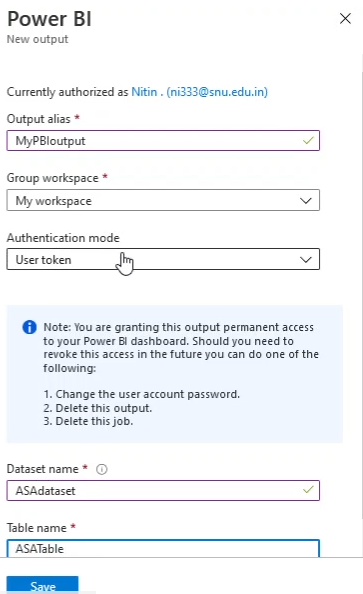 Power BI
New output
Currently authorized as Nitin . (ni333@snu.edu.in)
Output alias *
MyPBIoutput
Group workspace *
My workspace
Authentication mode
User token
Note: You are granting this output permanent access
to your Power BI dashboard. Should you need to
revoke this access in the future you can do one of the
following:
1. Change the user account password.
2. Delete this output.
3. Delete this job.
Dataset name *
ASAdataset
Table name *
ASATable
Save